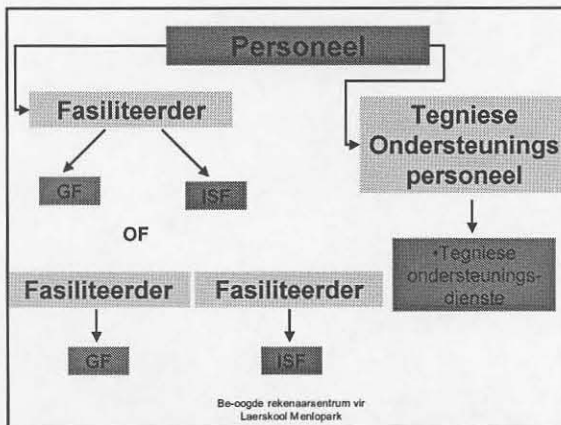 Personeel
Fasiliteerder
GF
ISF
OF
Fasiliteerder
Fasiliteerder
GF
ISF
Tegniese
Ondersteunings
personeel
•Tegniese
ondersteunings-
dienste
Be-oogde rekenaarsentrum vir
Laerskool Menlopark